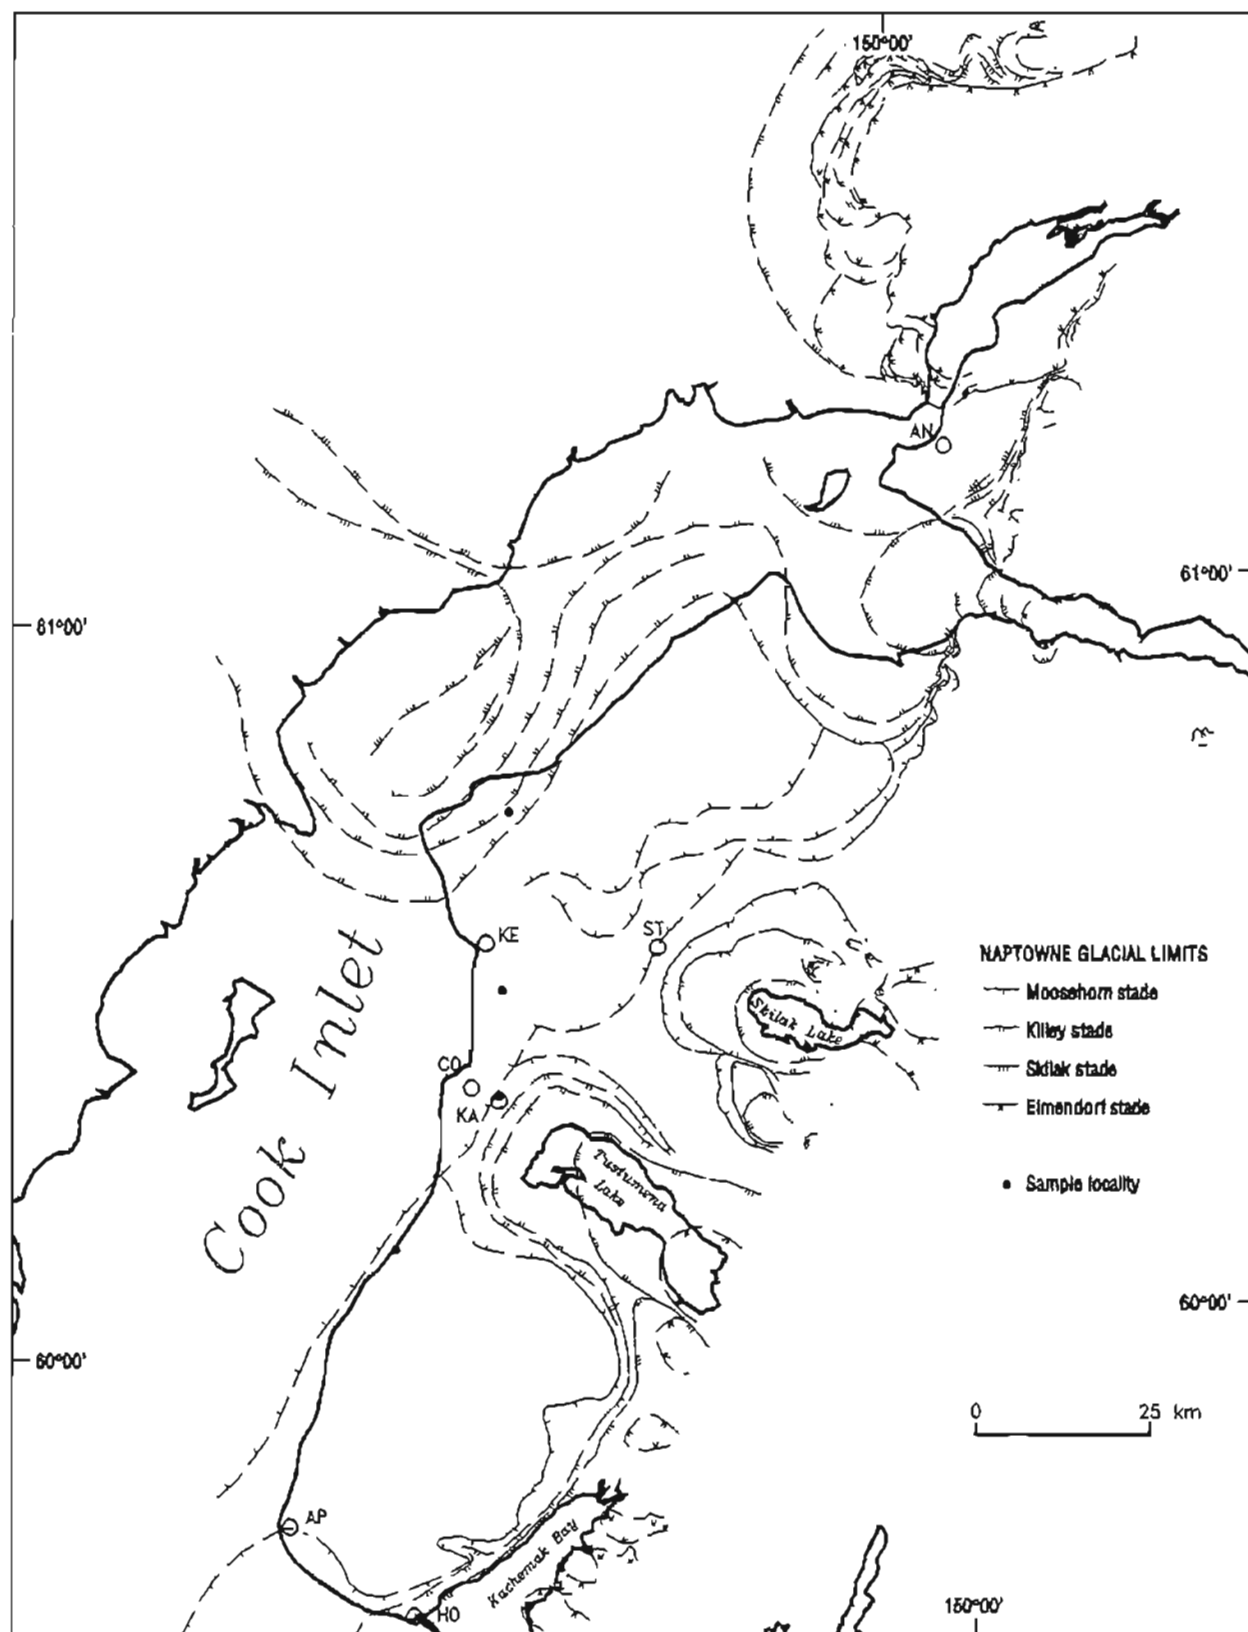 150°00'
AN
61°00'
61°00'
KE
ST
NAPTOWNE GLACIAL LIMITS
Moosehorn stade
Killey stade
Skilak stade
Elmendorf stade
Sample locality
Skilak Lake
Cook Inlet
CO
KA
Tustumena
Lake
60°00'
60°00'
0 25 km
AP
Kachemak Bay
HO
150°00'